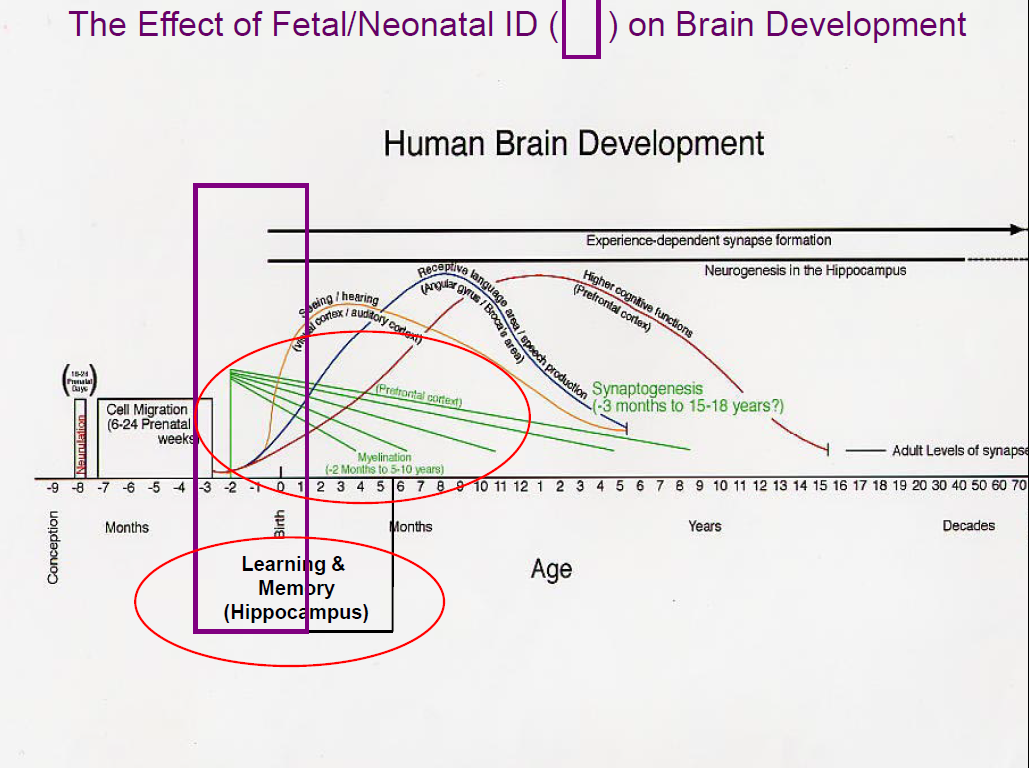 The Effect of Fetal/Neonatal ID ( ) on Brain Development
Human Brain Development
Experience-dependent synapse formation
Neurogenesis in the Hippocampus
Receptive language area / speech production
(Angular gyrus / Broca's area)
Higher cognitive functions
(Prefrontal cortex)
Seeing / hearing
(visual cortex / auditory cortex)
(18-24
Prenatal
Days)
Neurulation
Cell Migration
(6-24 Prenatal
weeks)
(Prefrontal cortex)
Synaptogenesis
(-3 months to 15-18 years?)
Myelination
(-2 Months to 5-10 years)
Adult Levels of synapse
-9 -8 -7 -6 -5 -4 -3 -2 -1 0 1 2 3 4 5 6 7 8 9 10 11 12 1 2 3 4 5 6 7 8 9 10 11 12 13 14 15 16 17 18 19 20 30 40 50 60 70
Conception
Months
Birth
Months
Years
Decades
Age
Learning &
Memory
(Hippocampus)